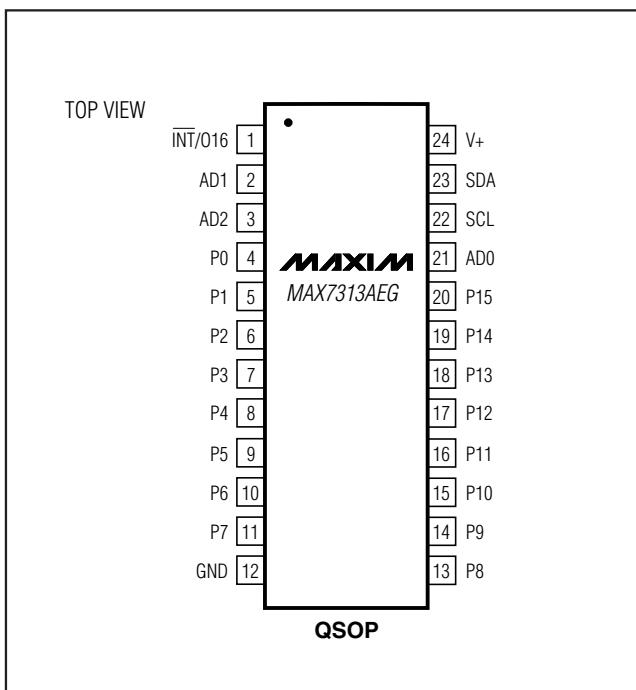 TOP VIEW
I̅N̅T̅/O16 1
AD1 2
AD2 3
P0 4
P1 5
P2 6
P3 7
P4 8
P5 9
P6 10
P7 11
GND 12
MAXIM
MAX7313AEG
24 V+
23 SDA
22 SCL
21 AD0
20 P15
19 P14
18 P13
17 P12
16 P11
15 P10
14 P9
13 P8
QSOP